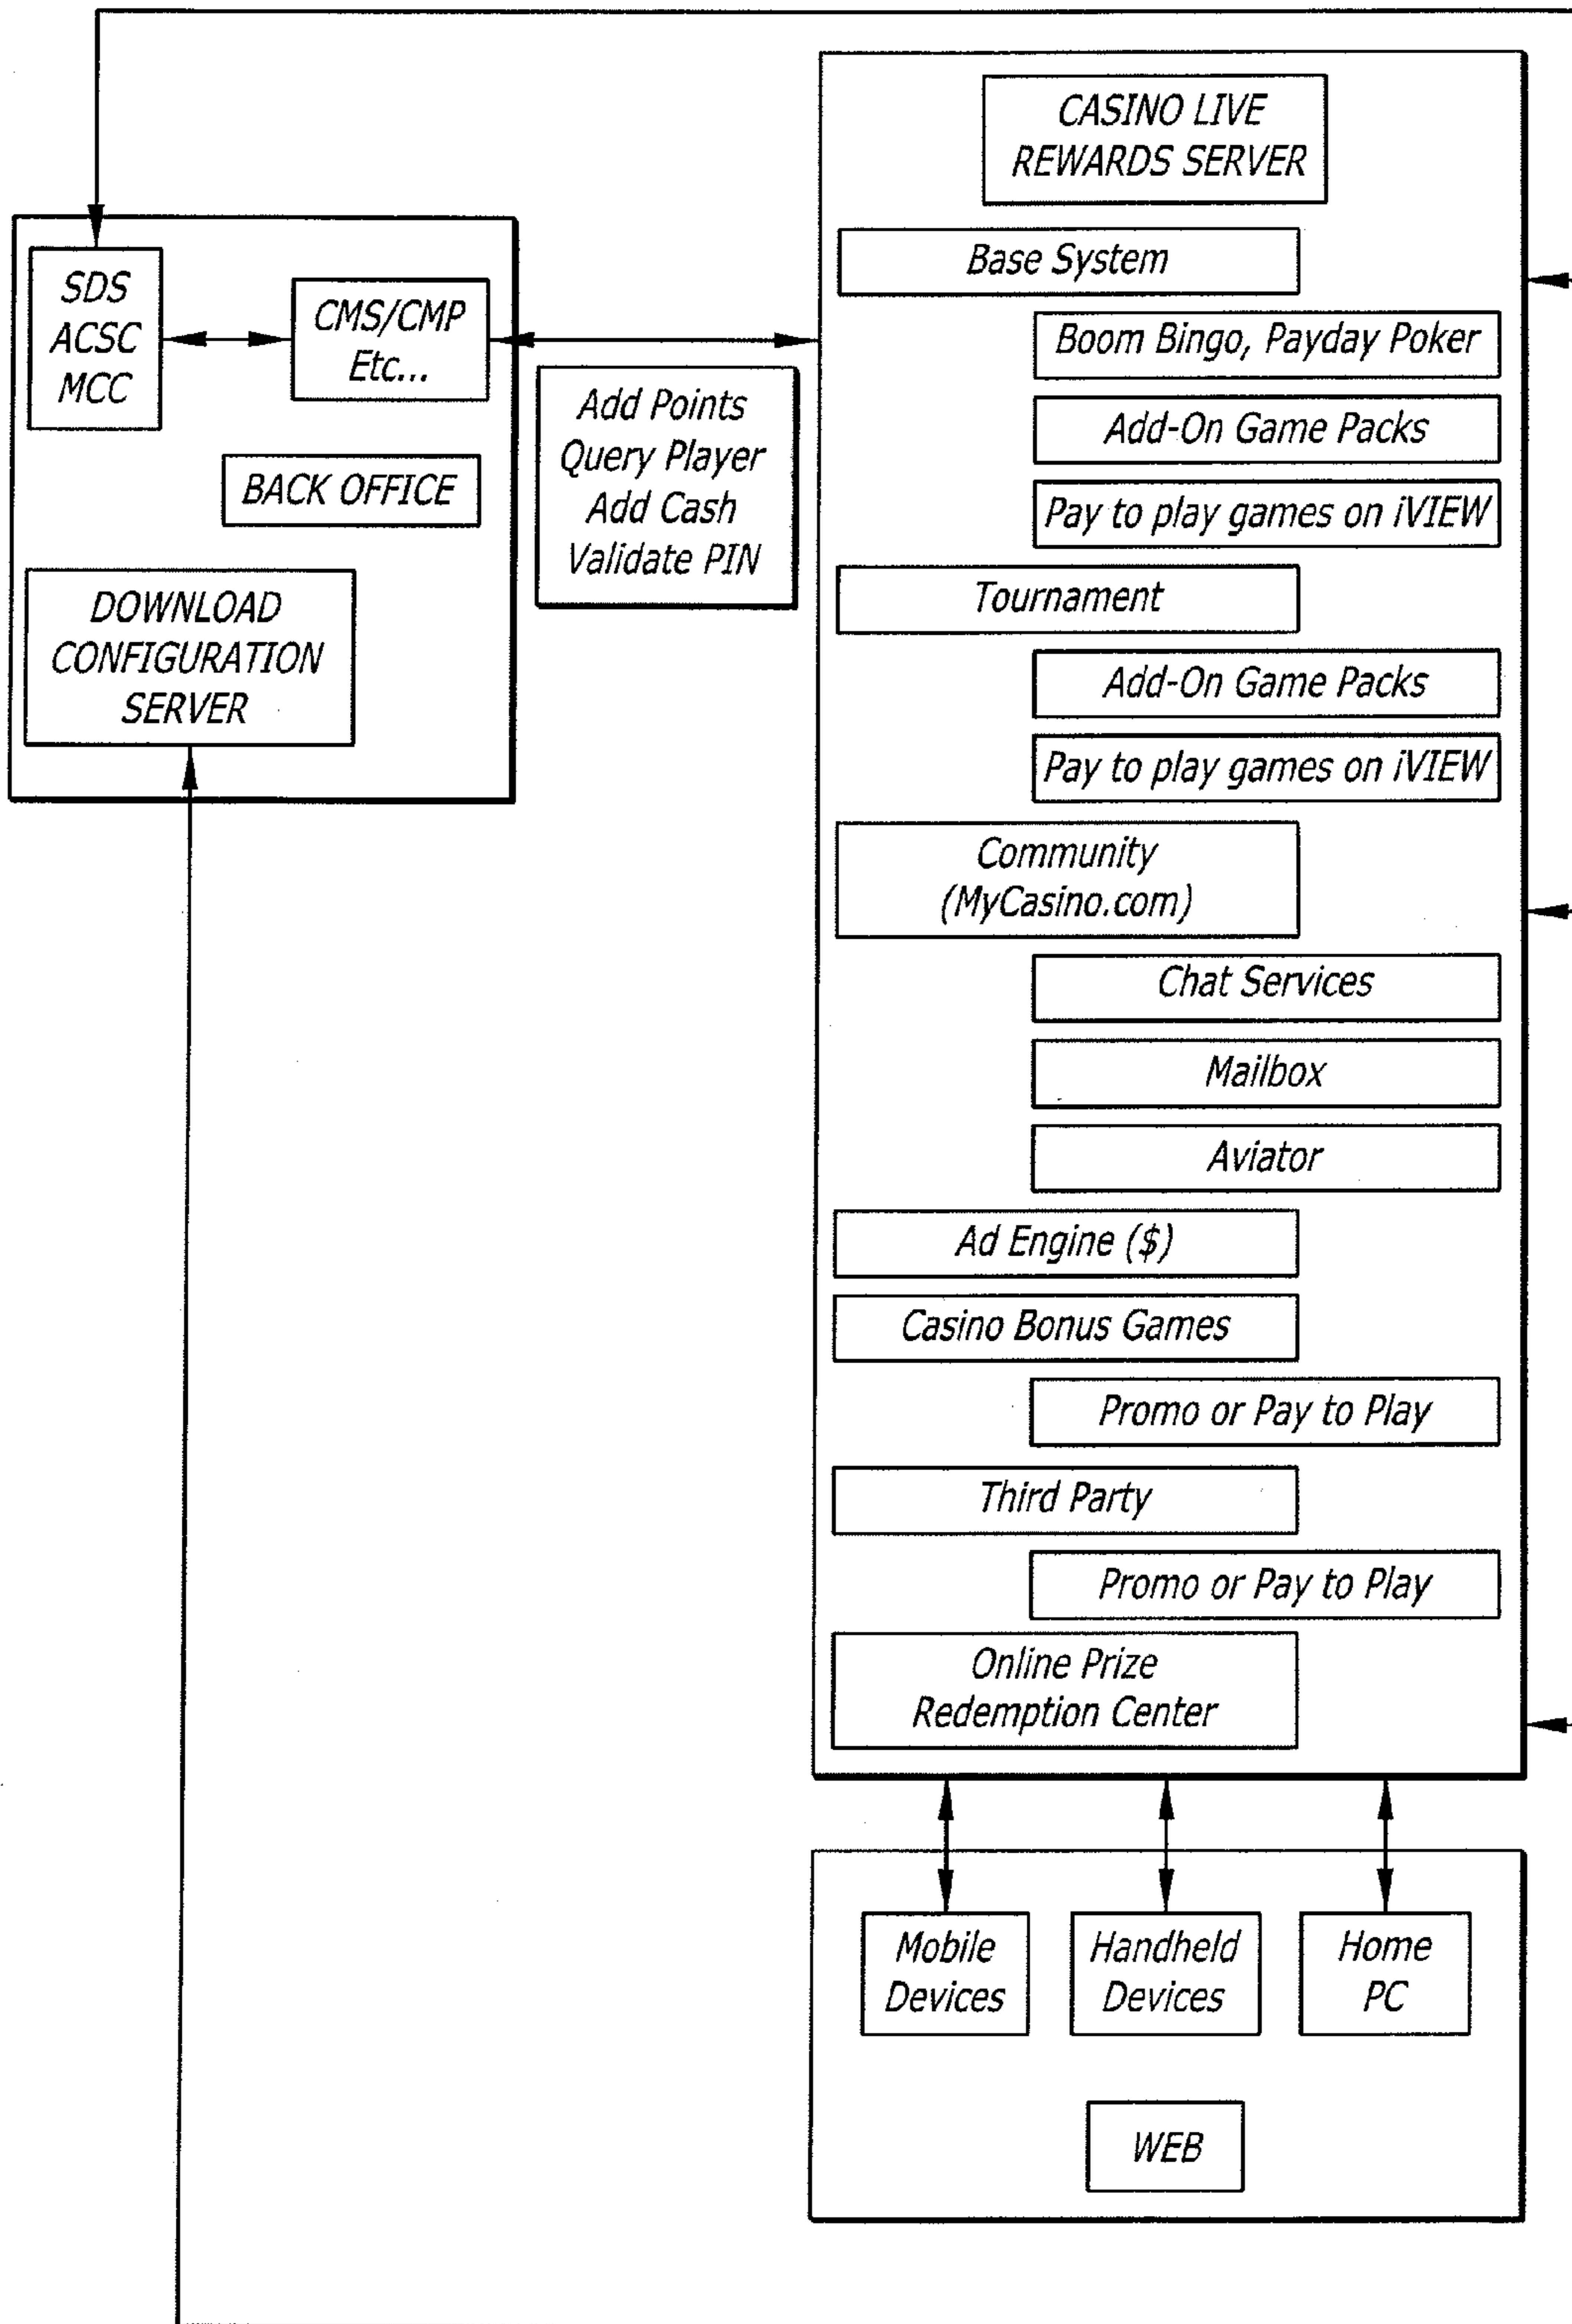 CASINO LIVE
REWARDS SERVER
SDS
ACSC
MCC
CMS/CMP
Etc...
BACK OFFICE
DOWNLOAD
CONFIGURATION
SERVER
Add Points
Query Player
Add Cash
Validate PIN
Base System
Boom Bingo, Payday Poker
Add-On Game Packs
Pay to play games on iVIEW
Tournament
Add-On Game Packs
Pay to play games on iVIEW
Community
(MyCasino.com)
Chat Services
Mailbox
Aviator
Ad Engine ($)
Casino Bonus Games
Promo or Pay to Play
Third Party
Promo or Pay to Play
Online Prize
Redemption Center
Mobile
Devices
Handheld
Devices
Home
PC
WEB